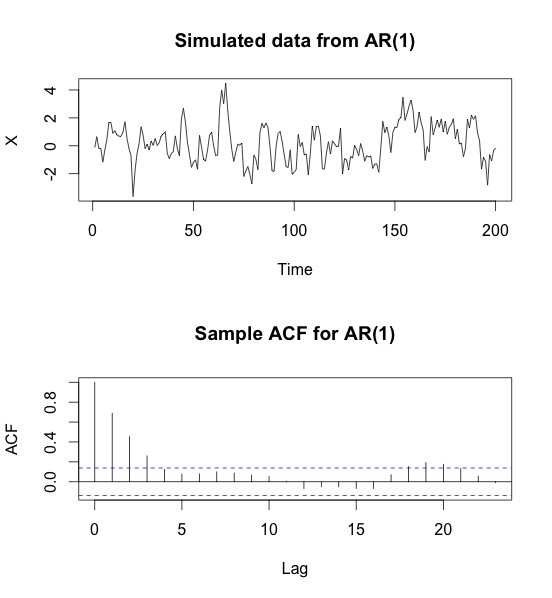 Simulated data from AR(1)
X
4
2
0
-2
0 50 100 150 200
Time
Sample ACF for AR(1)
ACF
0.8
0.4
0.0
0 5 10 15 20
Lag